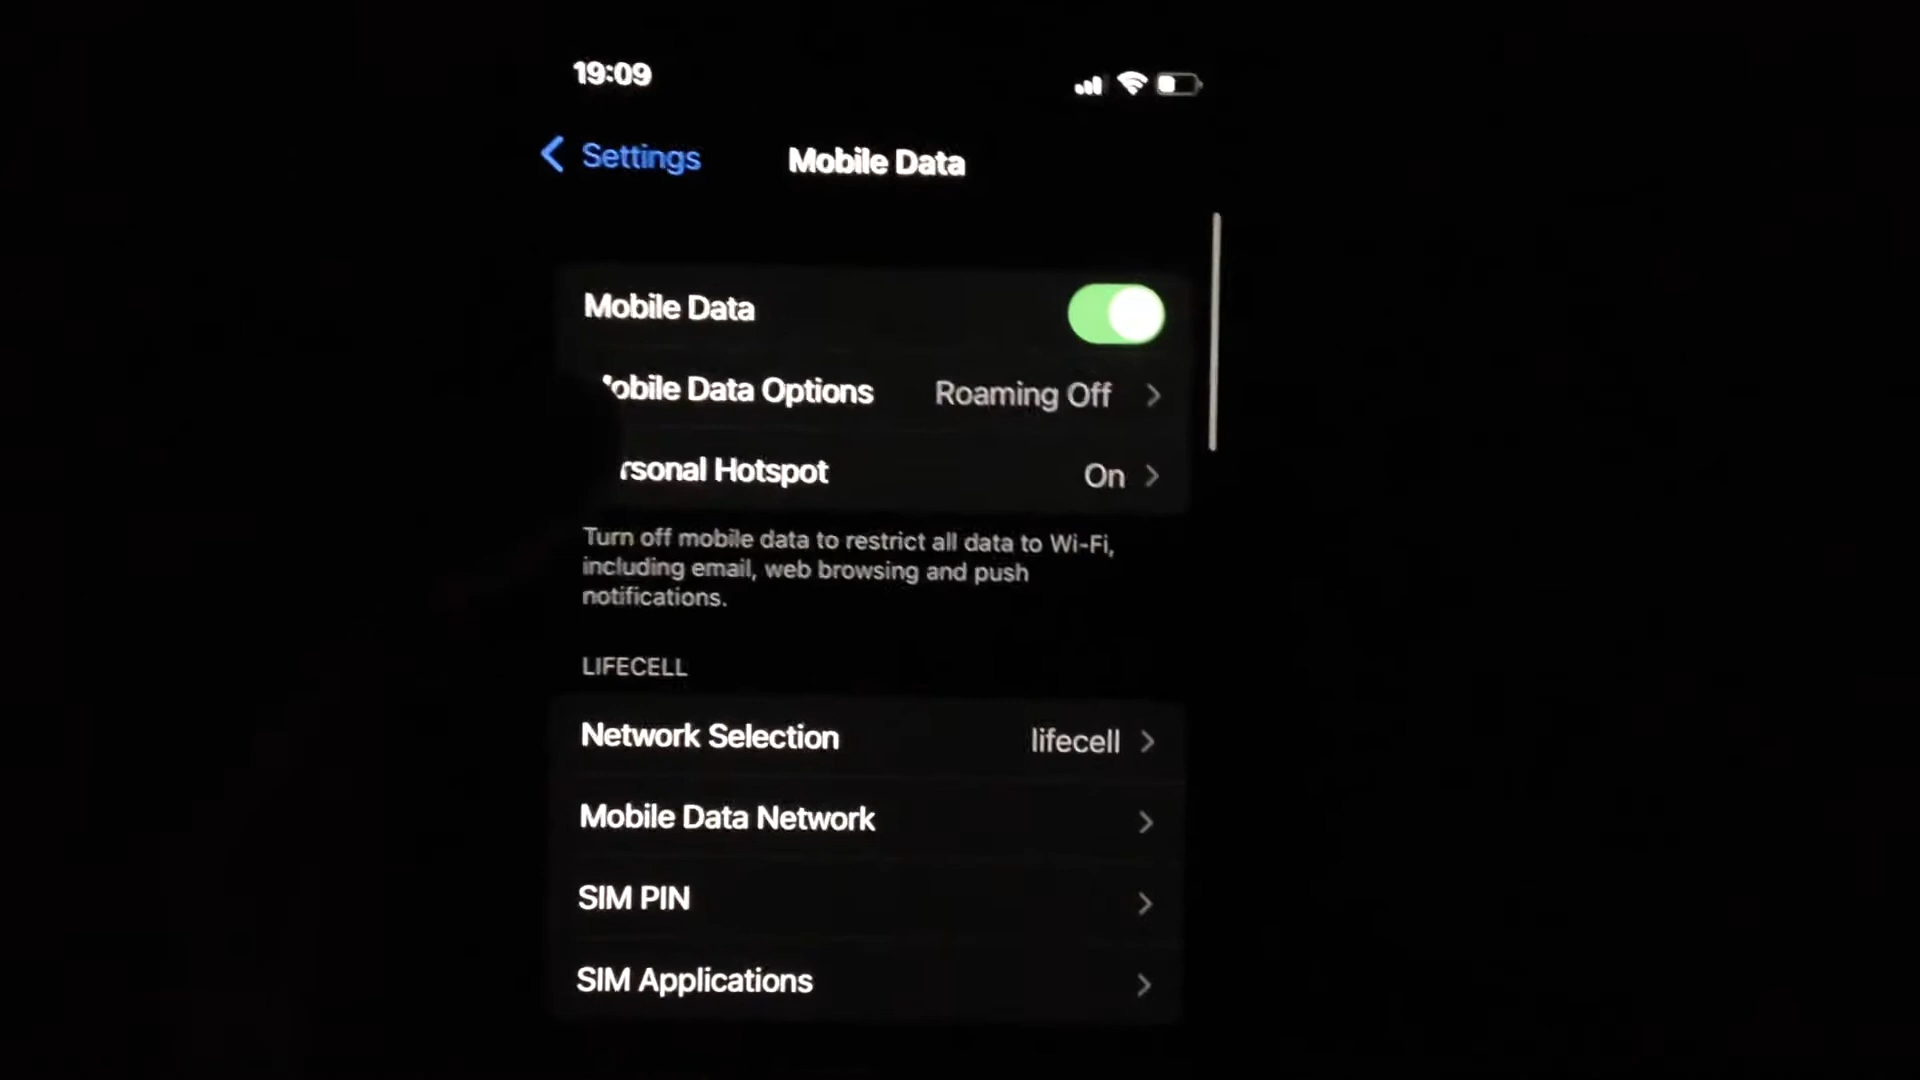 19:09
Settings
Mobile Data
Mobile Data
obile Data Options Roaming Off
rsonal Hotspot On
Turn off mobile data to restrict all data to Wi-Fi,
including email, web browsing and push
notifications.
LIFECELL
Network Selection lifecell
Mobile Data Network
SIM PIN
SIM Applications